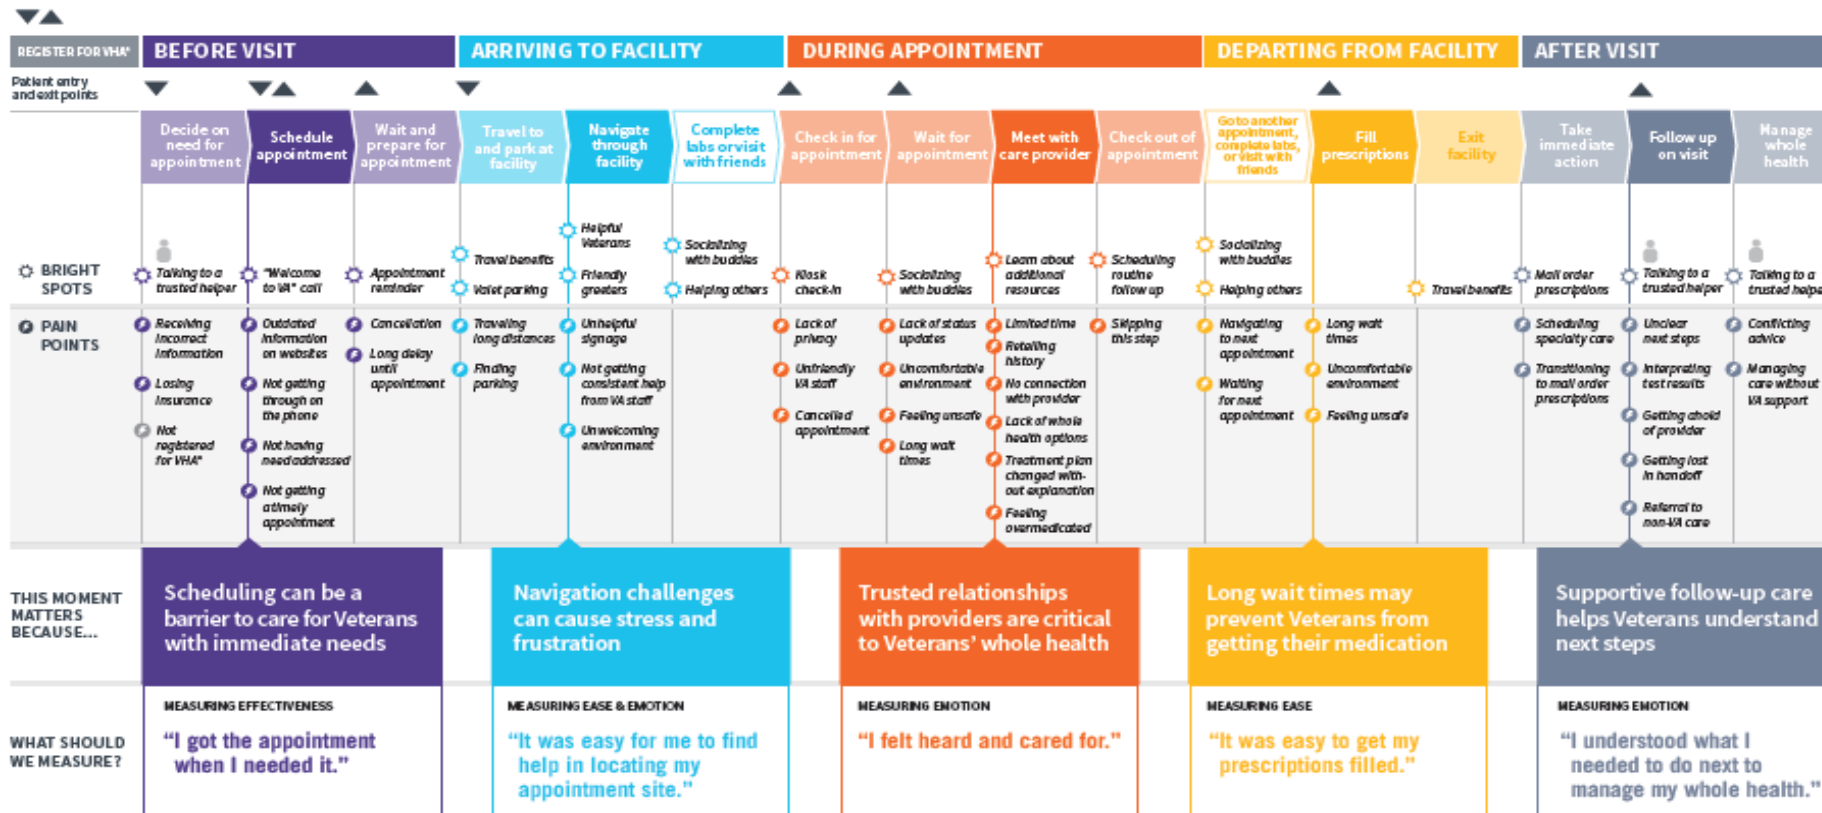 REGISTER FOR VHA*
BEFORE VISIT
ARRIVING TO FACILITY
DURING APPOINTMENT
DEPARTING FROM FACILITY
AFTER VISIT
Patient entry
and exit points
Decide on
need for
appointment
Schedule
appointment
Wait and
prepare for
appointment
Travel to
and park at
facility
Navigate
through
facility
Complete
labs or visit
with friends
Check in for
appointment
Wait for
appointment
Meet with
care provider
Check out of
appointment
Go to another
appointment,
complete labs,
or visit with
friends
Fill
prescriptions
Exit
facility
Take
immediate
action
Follow up
on visit
Manage
whole
health
BRIGHT
SPOTS
Talking to a
trusted helper
"Welcome
to VA" call
Appointment
reminder
Travel benefits
Valet parking
Helpful
Veterans
Friendly
greeters
Socializing
with buddies
Helping others
Kiosk
check-in
Socializing
with buddies
Learn about
additional
resources
Scheduling
routine
follow up
Socializing
with buddies
Helping others
Travel benefits
Mail order
prescriptions
Talking to a
trusted helper
Talking to a
trusted helpe
PAIN
POINTS
Receiving
incorrect
information
Losing
insurance
Not
registered
for VHA*
Outdated
information
on websites
Not getting
through on
the phone
Not having
need addressed
Not getting
a timely
appointment
Cancellation
Long delay
until
appointment
Traveling
long distances
Finding
parking
Unhelpful
signage
Not getting
consistent help
from VA staff
Unwelcoming
environment
Lack of
privacy
Unfriendly
VA staff
Cancelled
appointment
Lack of status
updates
Uncomfortable
environment
Feeling unsafe
Long wait
times
Limited time
Retelling
history
No connection
with provider
Lack of whole
health options
Treatment plan
changed with-
out explanation
Feeling
overmedicated
Skipping
this step
Navigating
to next
appointment
Waiting
for next
appointment
Long wait
times
Uncomfortable
environment
Feeling unsafe
Scheduling
specialty care
Transitioning
to mail order
prescriptions
Unclear
next steps
Interpreting
test results
Getting ahold
of provider
Getting lost
in handoff
Referral to
non-VA care
Conflicting
advice
Managing
care without
VA support
THIS MOMENT
MATTERS
BECAUSE...
Scheduling can be a
barrier to care for Veterans
with immediate needs
Navigation challenges
can cause stress and
frustration
Trusted relationships
with providers are critical
to Veterans' whole health
Long wait times may
prevent Veterans from
getting their medication
Supportive follow-up care
helps Veterans understand
next steps
WHAT SHOULD
WE MEASURE?
MEASURING EFFECTIVENESS
"I got the appointment
when I needed it."
MEASURING EASE & EMOTION
"It was easy for me to find
help in locating my
appointment site."
MEASURING EMOTION
"I felt heard and cared for."
MEASURING EASE
"It was easy to get my
prescriptions filled."
MEASURING EMOTION
"I understood what I
needed to do next to
manage my whole health."